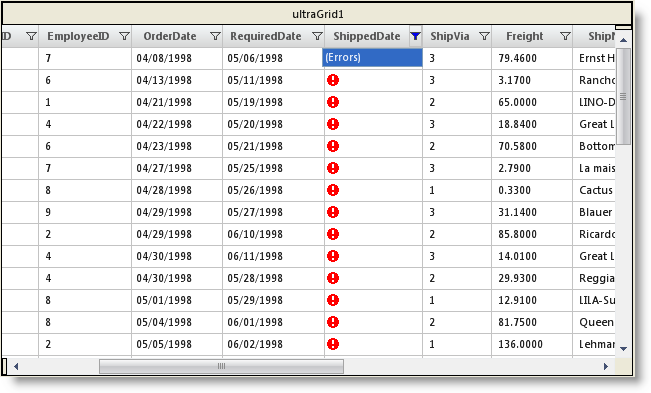 ultraGrid1
ID EmployeeID OrderDate RequiredDate ShippedDate ShipVia Freight ShipN
7 04/08/1998 05/06/1998 (Errors) 3 79.4600 Ernst H
6 04/13/1998 05/11/1998 3 3.1700 Rancho
1 04/21/1998 05/19/1998 2 65.0000 LINO-D
4 04/22/1998 05/20/1998 3 18.8400 Great L
6 04/23/1998 05/21/1998 2 70.5800 Bottom
7 04/27/1998 05/25/1998 3 2.7900 La mais
8 04/28/1998 05/26/1998 1 0.3300 Cactus
9 04/29/1998 05/27/1998 3 31.1400 Blauer
2 04/29/1998 06/10/1998 2 85.8000 Ricardo
4 04/30/1998 06/11/1998 3 14.0100 Great L
4 04/30/1998 05/28/1998 2 29.9300 Reggia
8 05/01/1998 05/29/1998 1 12.9100 LILA-Su
8 05/04/1998 06/01/1998 2 81.7500 Queen
2 05/05/1998 06/02/1998 1 136.0000 Lehman